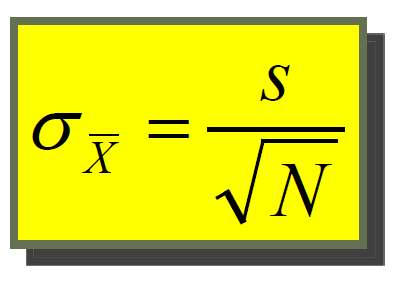 σ_X̅ = s / √N